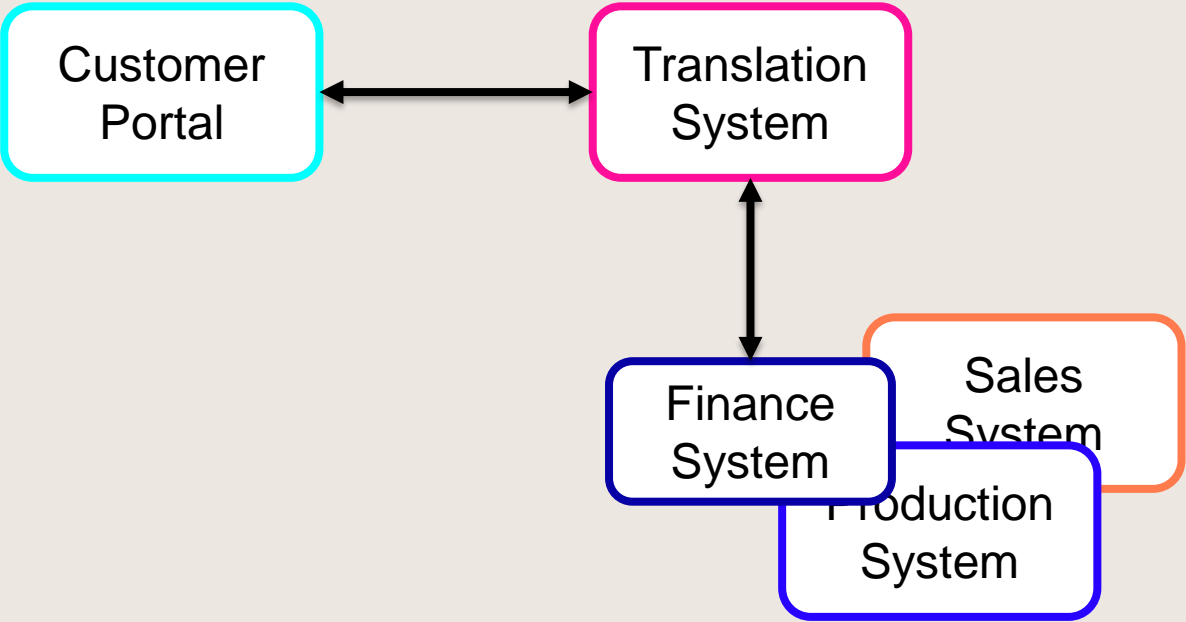 Customer
Portal
Translation
System
Finance
System
Sales
System
Production
System